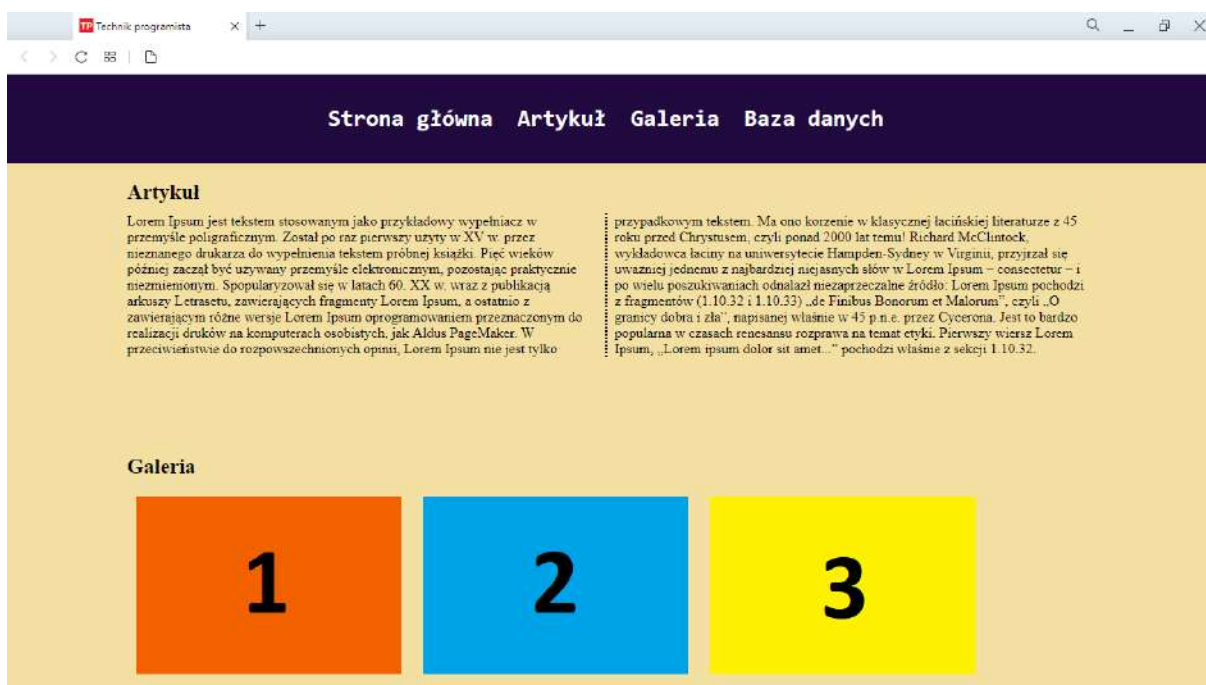 TP Technik programista
Strona główna Artykuł Galeria Baza danych
Artykuł
Lorem Ipsum jest tekstem stosowanym jako przykładowy wypełniacz w
przemyśle poligraficznym. Został po raz pierwszy użyty w XV w. przez
nieznanego drukarza do wypełnienia tekstem próbnej książki. Pięć wieków
później zaczął być używany przemyśle elektronicznym, pozostając praktycznie
niezmienionym. Spopularyzował się w latach 60. XX w. wraz z publikacją
arkuszy Letrasetu, zawierających fragmenty Lorem Ipsum, a ostatnio z
zawierającym różne wersje Lorem Ipsum oprogramowaniem przeznaczonym do
realizacji druków na komputerach osobistych, jak Aldus PageMaker. W
przeciwieństwie do rozpowszechnionych opinii, Lorem Ipsum nie jest tylko
przypadkowym tekstem. Ma ono korzenie w klasycznej łacińskiej literaturze z 45
roku przed Chrystusem, czyli ponad 2000 lat temu! Richard McClintock,
wykładowca łaciny na uniwersytecie Hampden-Sydney w Virginii, przyjrzał się
uważniej jednemu z najbardziej niejasnych słów w Lorem Ipsum – consectetur – i
po wielu poszukiwaniach odnalazł niezaprzeczalne źródło: Lorem Ipsum pochodzi
z fragmentów (1.10.32 i 1.10.33) „de Finibus Bonorum et Malorum”, czyli „O
granicy dobra i zła”, napisanej właśnie w 45 p.n.e. przez Cycerona. Jest to bardzo
popularna w czasach renesansu rozprawa na temat etyki. Pierwszy wiersz Lorem
Ipsum, „Lorem ipsum dolor sit amet...” pochodzi właśnie z sekcji 1.10.32.
Galeria
1 2 3